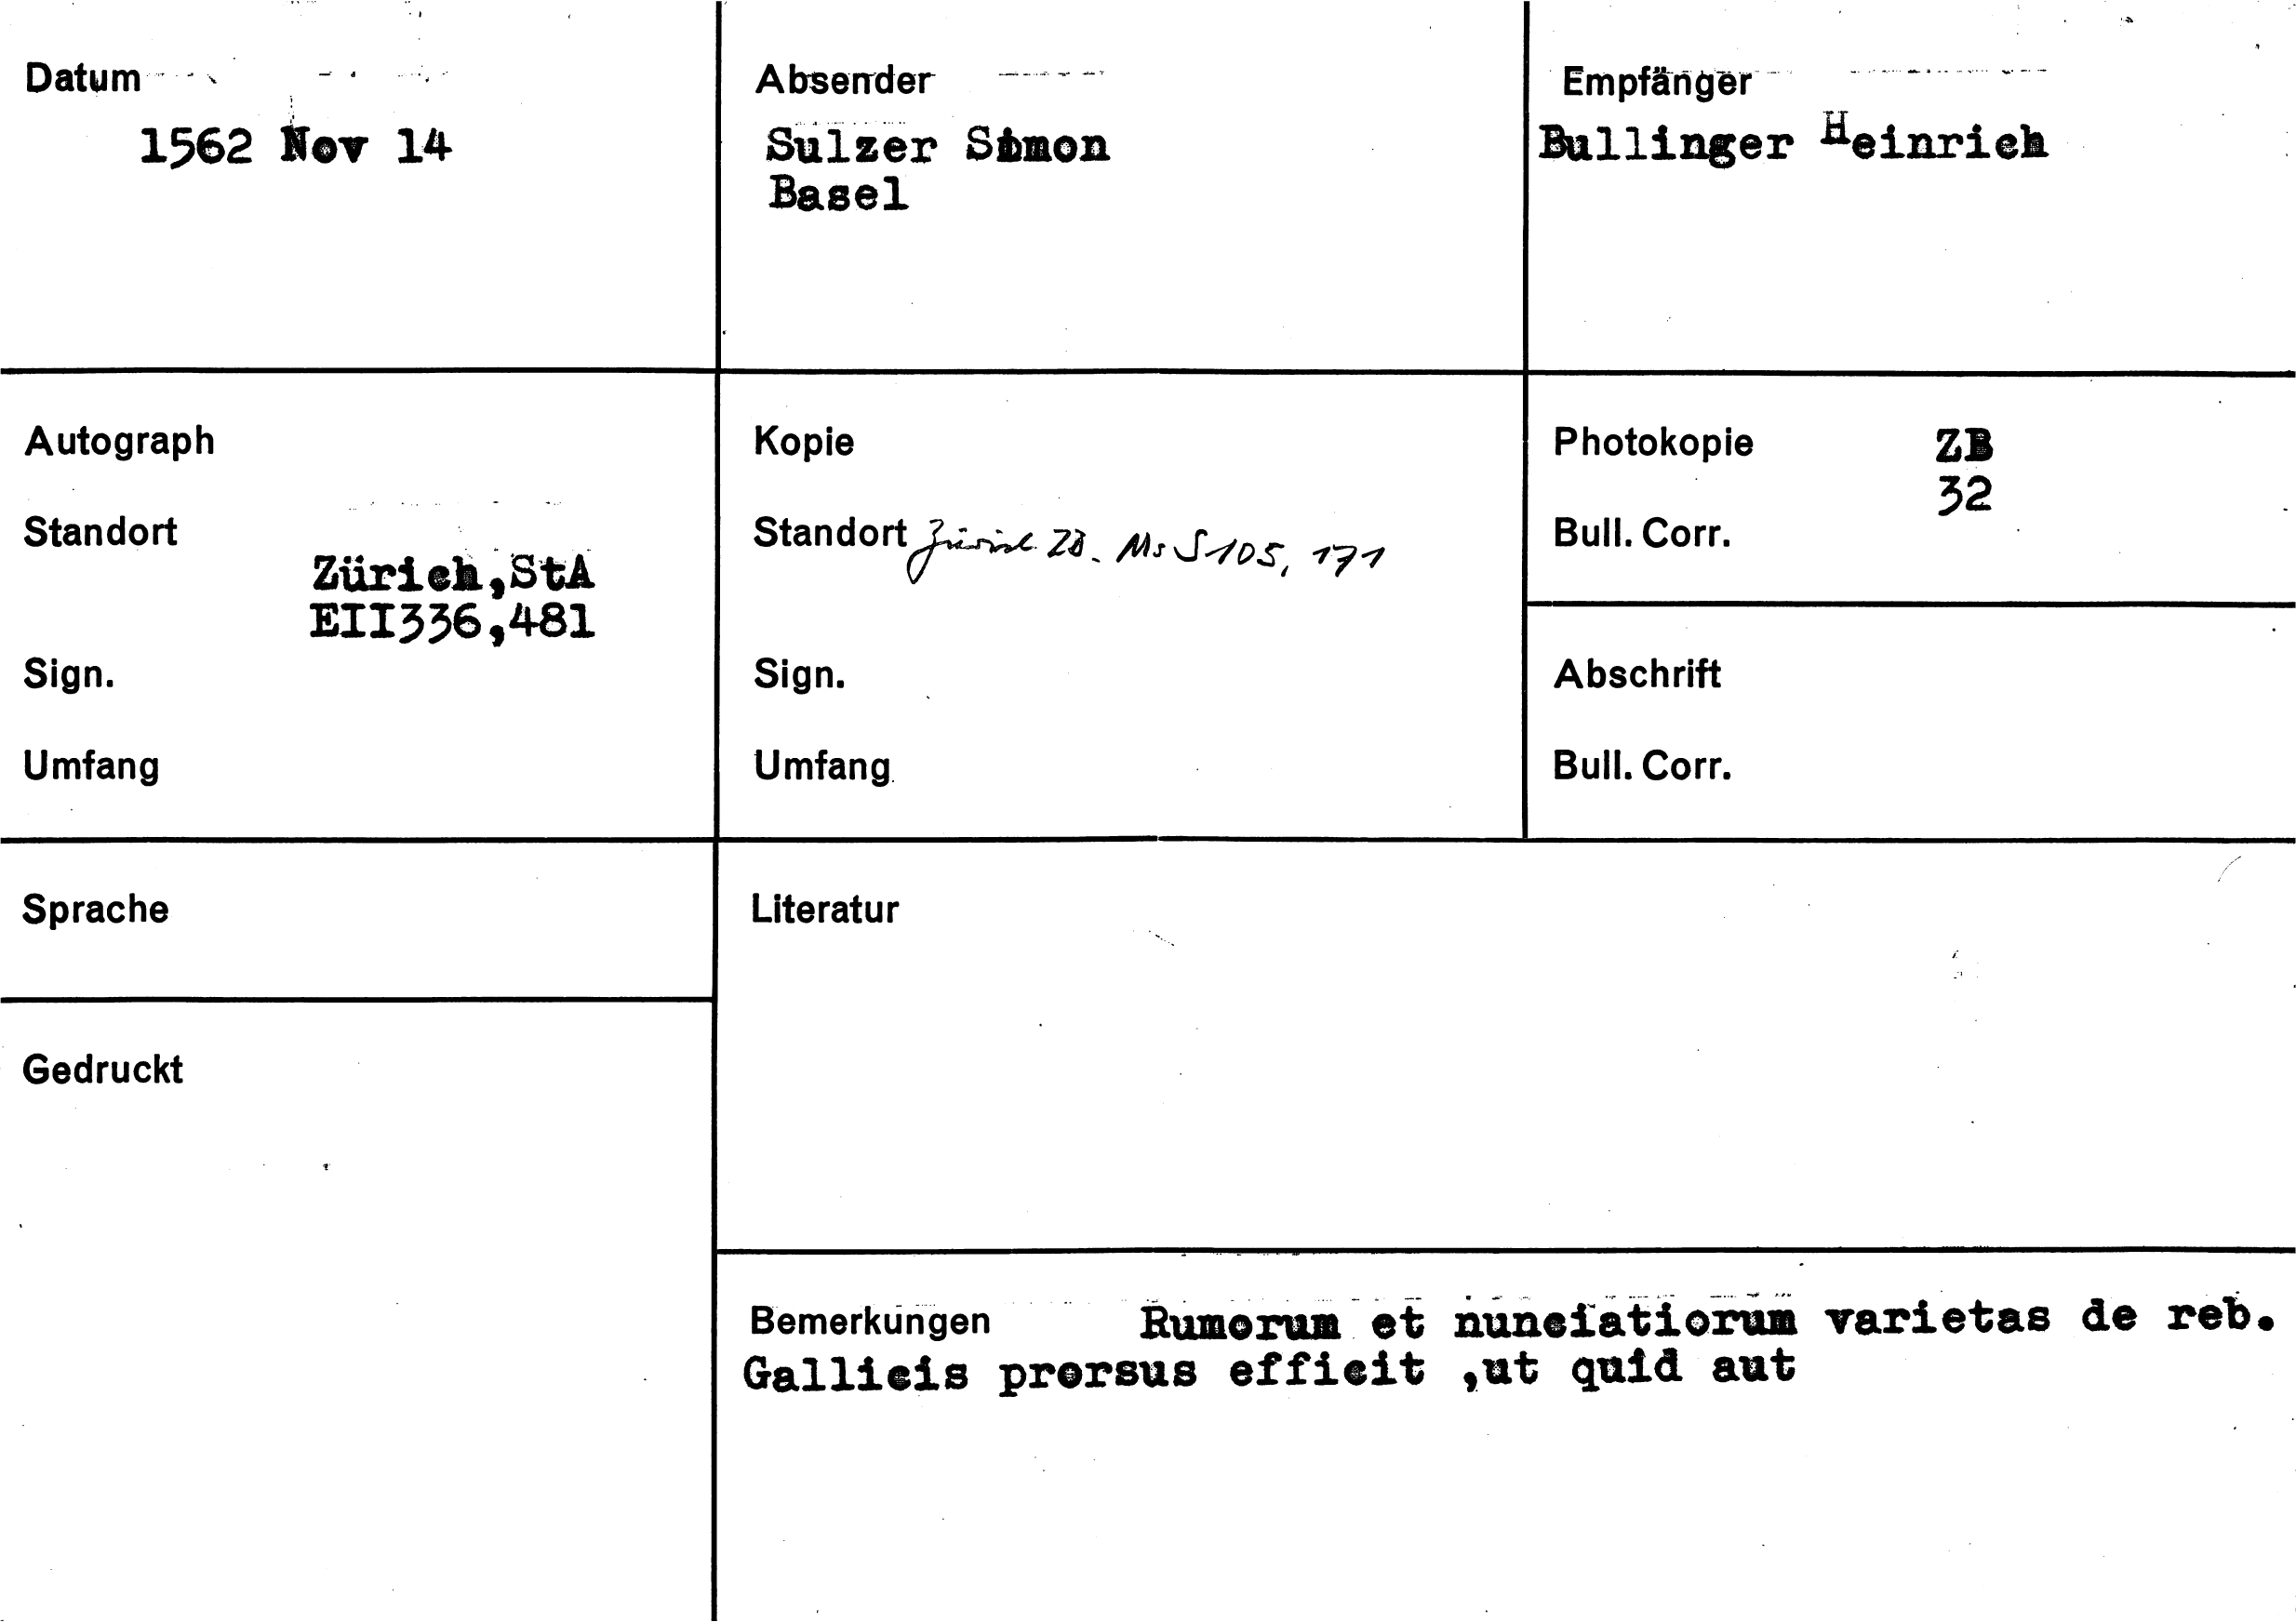 Datum
1562 Nov 14
Absender
Sulzer Simon
Basel
Empfänger
Bullinger Heinrich
Autograph
Standort
Zürich,StA
EII336,481
Sign.
Umfang
Kopie
Standort Zürich ZB. Ms S 105, 171
Sign.
Umfang
Photokopie ZB
32
Bull. Corr.
Abschrift
Bull. Corr.
Sprache
Literatur
Gedruckt
Bemerkungen Rumorum et nunciatiorum varietas de reb.
Gallicis prorsus efficit ,ut quid aut